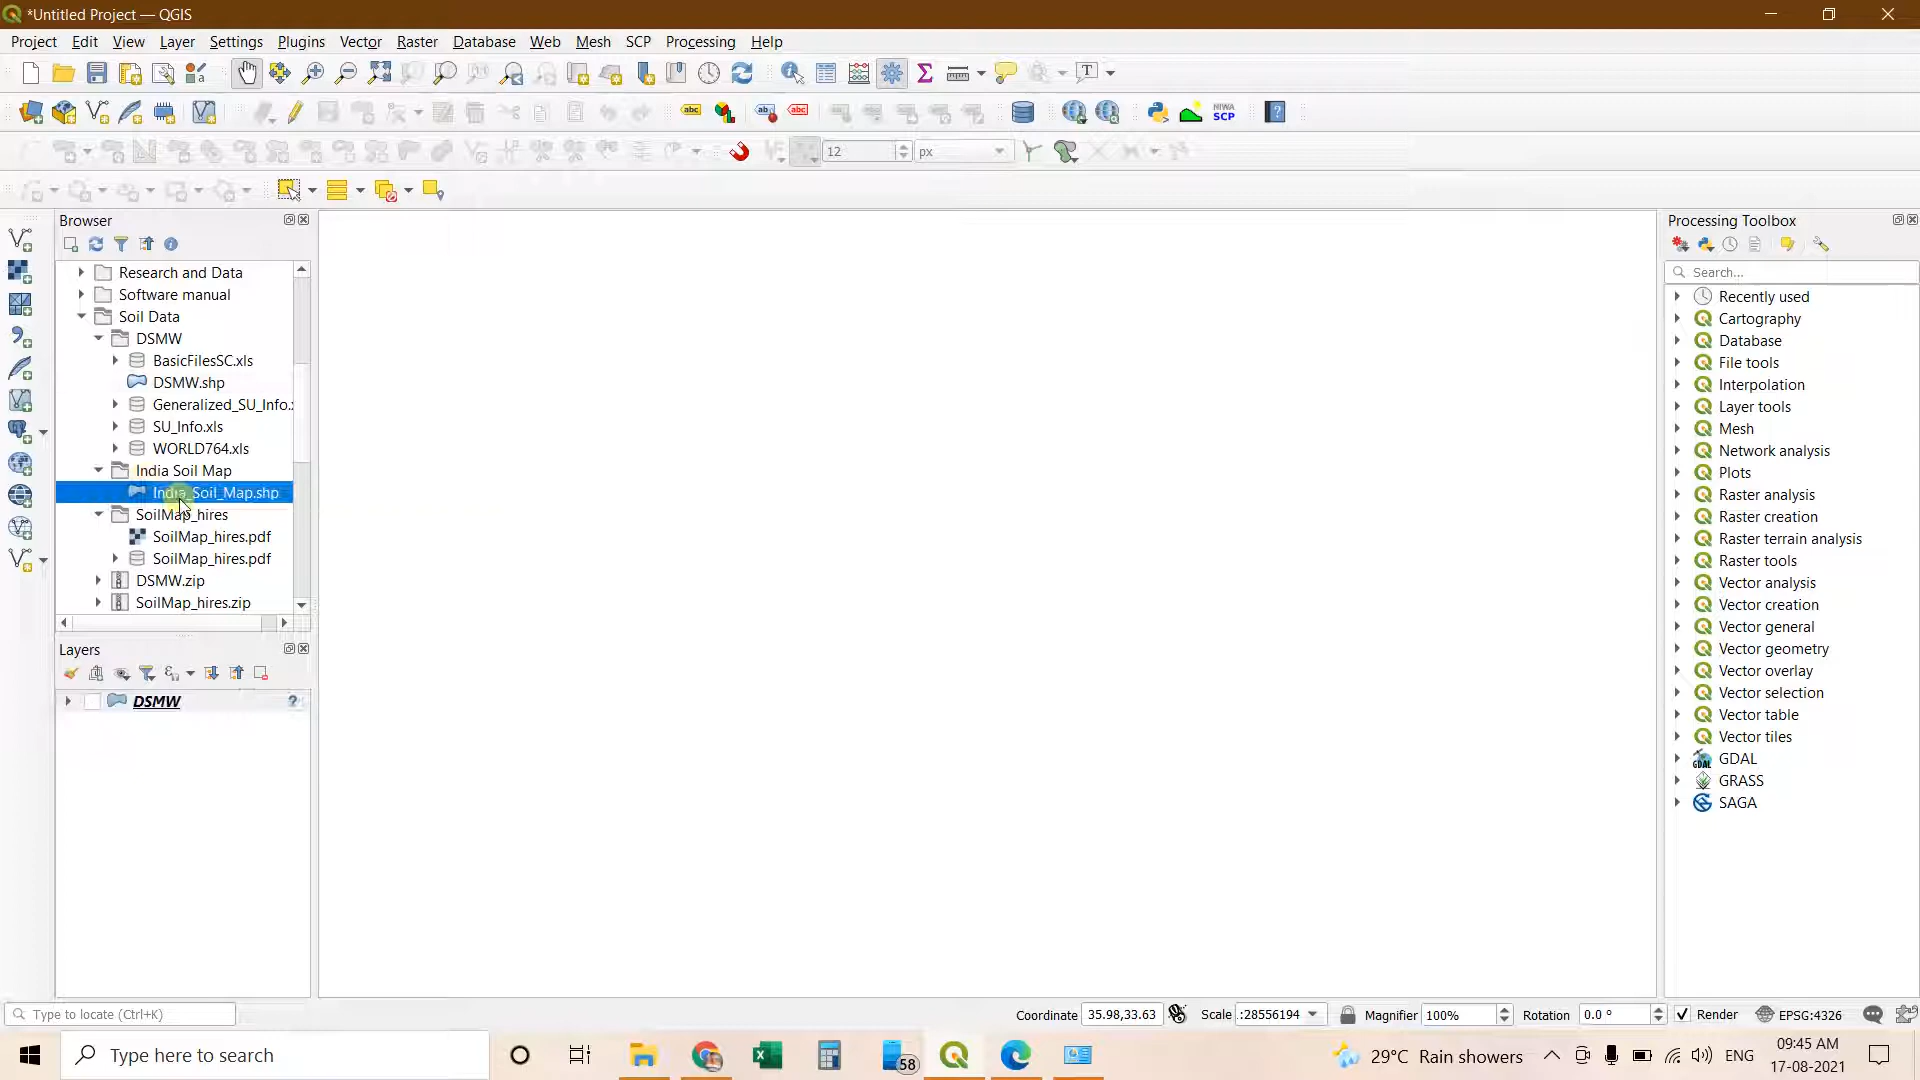 *Untitled Project — QGIS
Project Edit View Layer Settings Plugins Vector Raster Database Web Mesh SCP Processing Help
abc ab abc NIWA SCP
12 px
Browser
Research and Data
Software manual
Soil Data
DSMW
BasicFilesSC.xls
DSMW.shp
Generalized_SU_Info.
SU_Info.xls
WORLD764.xls
India Soil Map
India_Soil_Map.shp
SoilMap_hires
SoilMap_hires.pdf
SoilMap_hires.pdf
DSMW.zip
SoilMap_hires.zip
Layers
DSMW ?
Processing Toolbox
Search...
Recently used
Cartography
Database
File tools
Interpolation
Layer tools
Mesh
Network analysis
Plots
Raster analysis
Raster creation
Raster terrain analysis
Raster tools
Vector analysis
Vector creation
Vector general
Vector geometry
Vector overlay
Vector selection
Vector table
Vector tiles
GDAL
GRASS
SAGA
Type to locate (Ctrl+K) Coordinate 35.98,33.63 Scale :28556194 Magnifier 100% Rotation 0.0 ° Render EPSG:4326
Type here to search 58 29°C Rain showers ENG 09:45 AM
17-08-2021